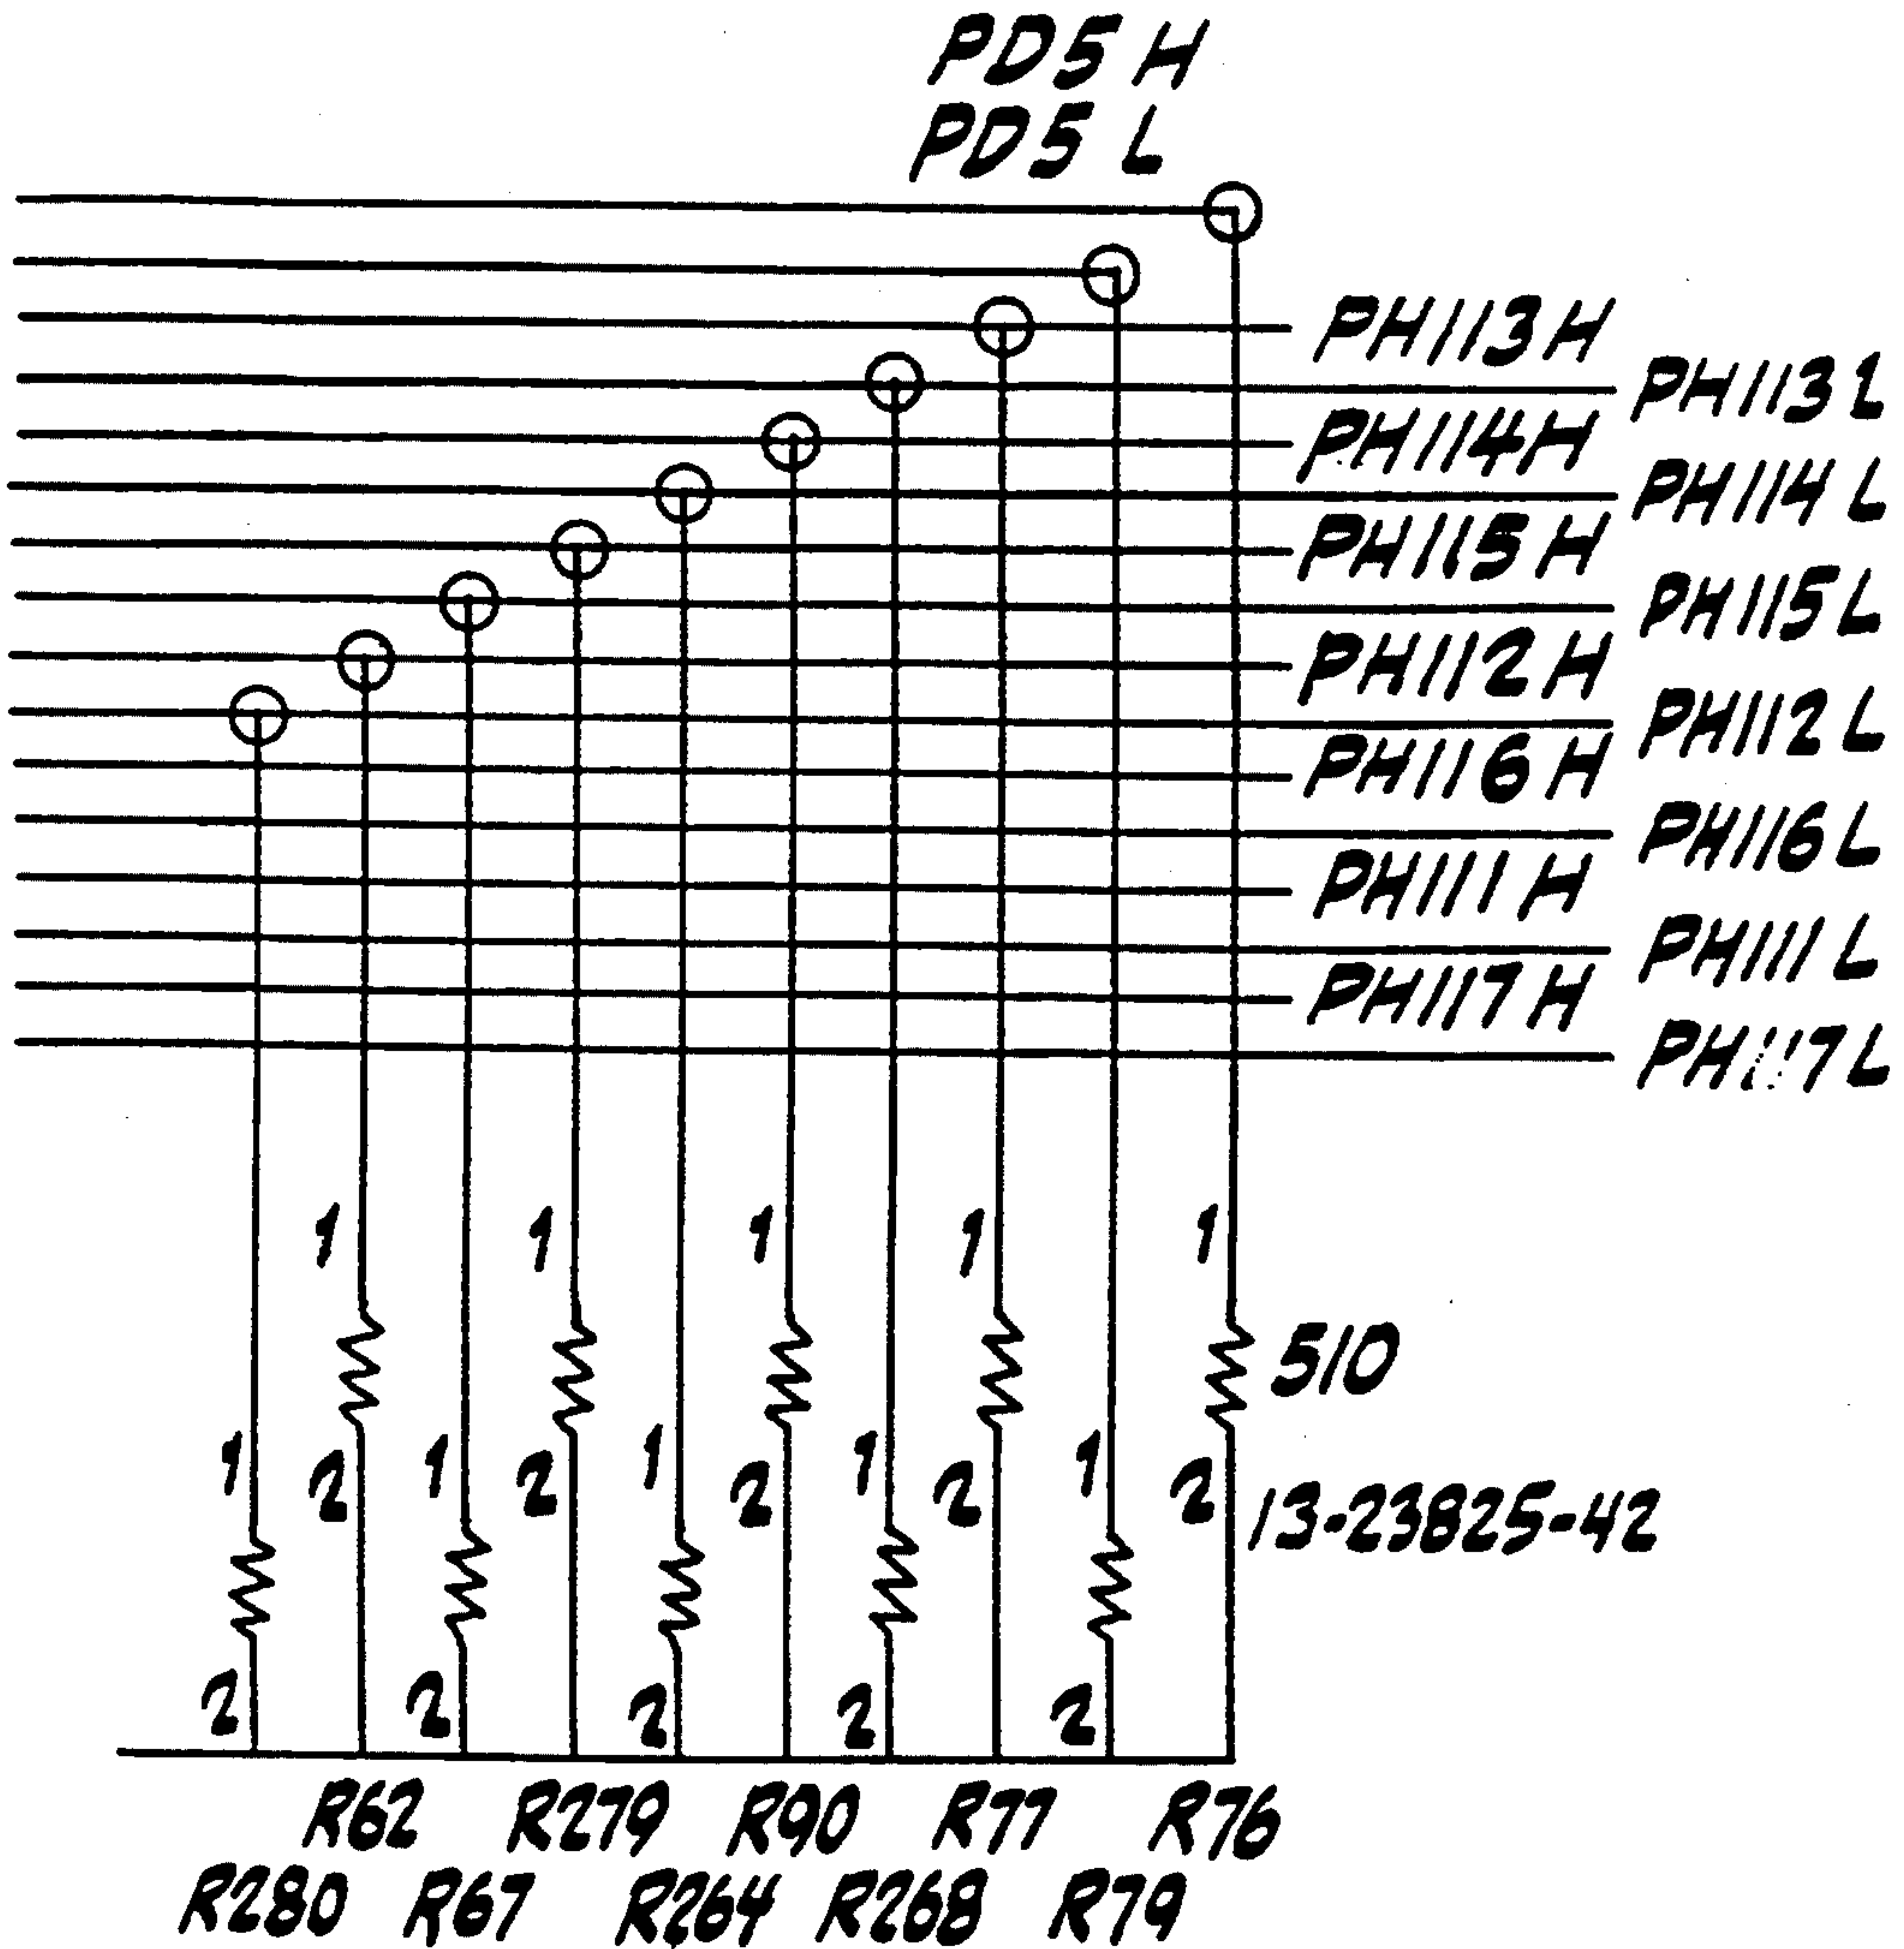 PD5 H
PD5 L
PH113 H
PH113 L
PH114 H
PH114 L
PH115 H
PH115 L
PH112 H
PH112 L
PH116 H
PH116 L
PH111 H
PH111 L
PH117 H
PH117 L
1 1 1 1 1
510
1 2 1 2 1 2 1 2 1 2
13-23825-42
2 2 2 2 2
R62 R279 R90 R77 R76
R280 R67 R264 R268 R79